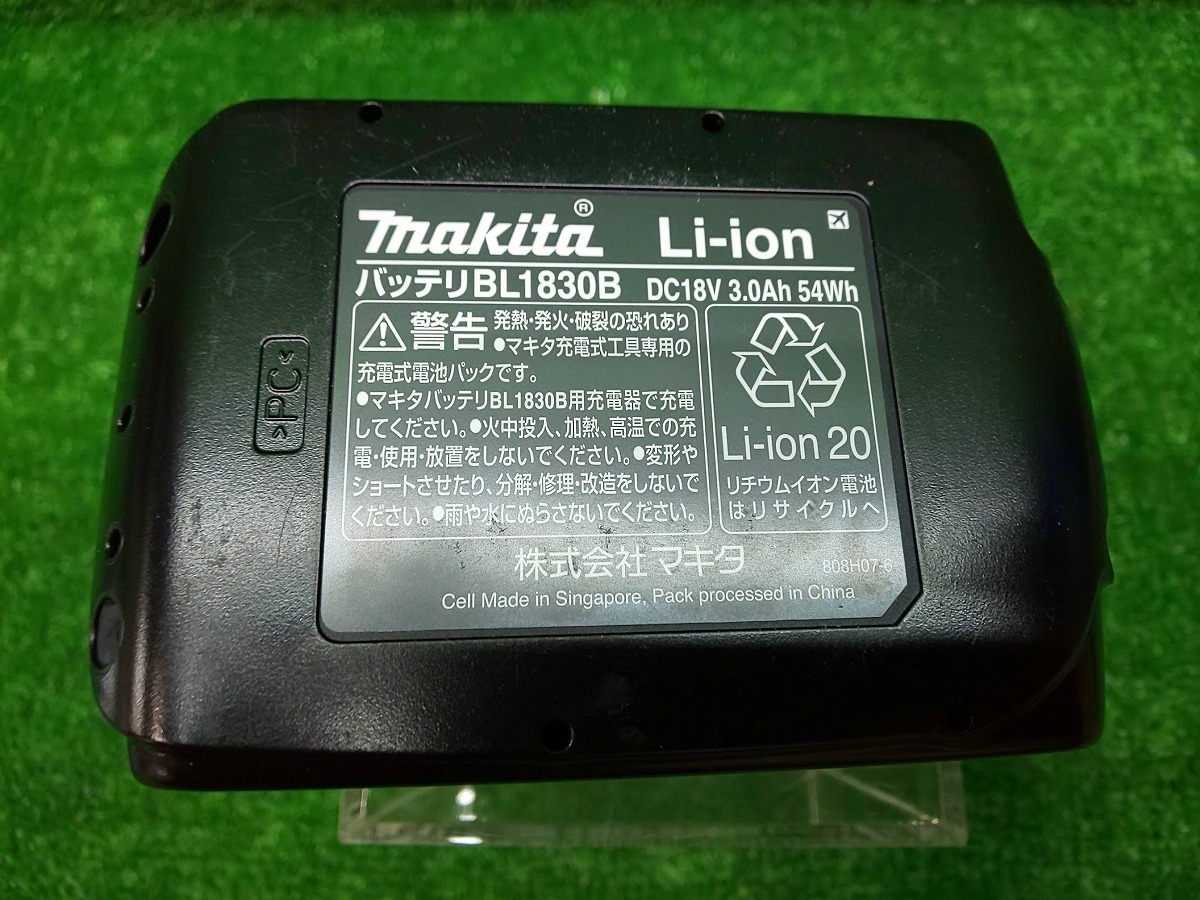 makita® Li-ion
バッテリBL1830B DC18V 3.0Ah 54Wh
警告 発熱・発火・破裂の恐れあり
●マキタ充電式工具専用の
充電式電池パックです。
●マキタバッテリBL1830B用充電器で充電
してください。●火中投入、加熱、高温での充
電・使用・放置をしないでください。●変形や
ショートさせたり、分解・修理・改造をしないで
ください。●雨や水にぬらさないでください。
Li-ion 20
リチウムイオン電池
はリサイクルへ
株式会社マキタ
808H07-6
Cell Made in Singapore, Pack processed in China
>PC<